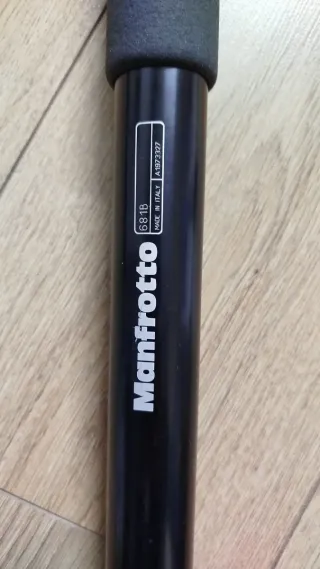 Manfrotto
681B
MADE IN ITALY
A1973327